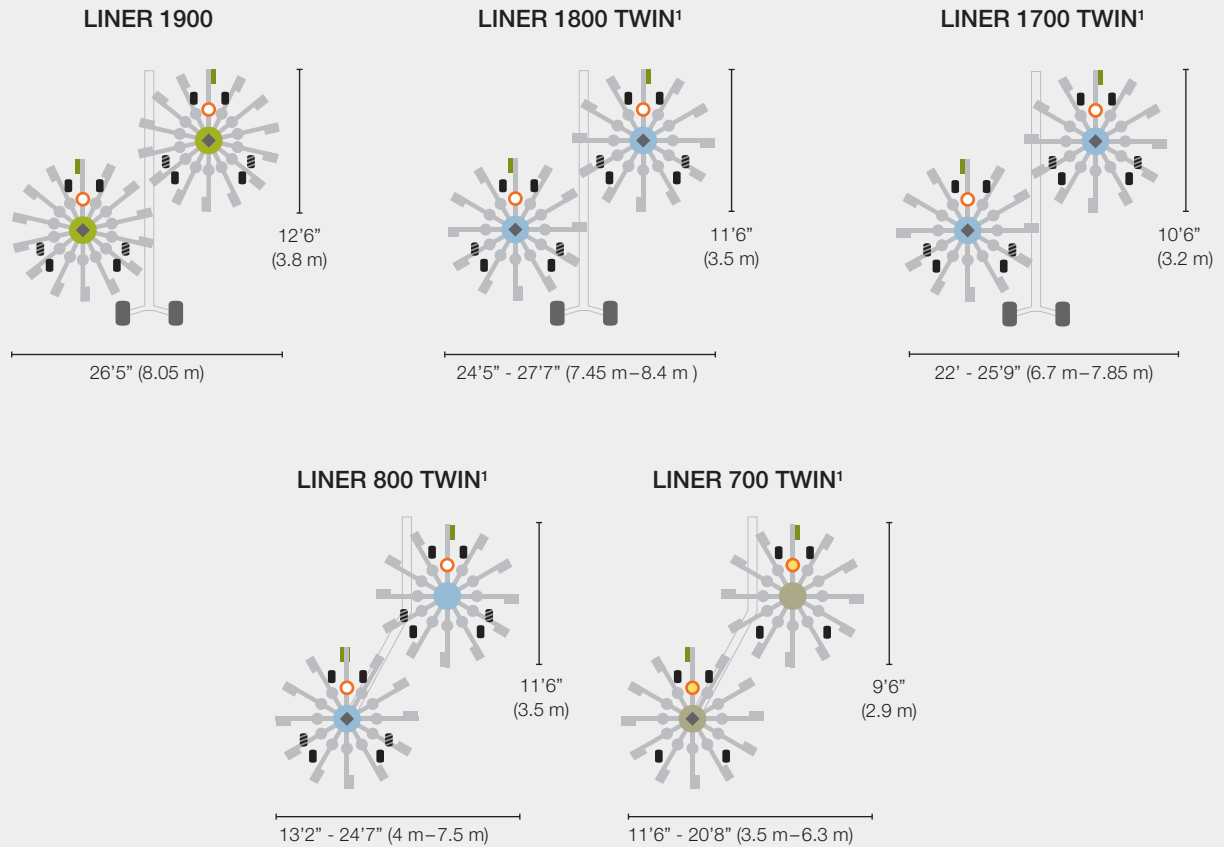 LINER 1900
LINER 1800 TWIN¹
LINER 1700 TWIN¹
12’6”
(3.8 m)
11’6”
(3.5 m)
10’6”
(3.2 m)
26’5” (8.05 m)
24’5” - 27’7” (7.45 m–8.4 m )
22’ - 25’9” (6.7 m–7.85 m)
LINER 800 TWIN¹
LINER 700 TWIN¹
11’6”
(3.5 m)
9’6”
(2.9 m)
13’2” - 24’7” (4 m–7.5 m)
11’6” - 20’8” (3.5 m–6.3 m)